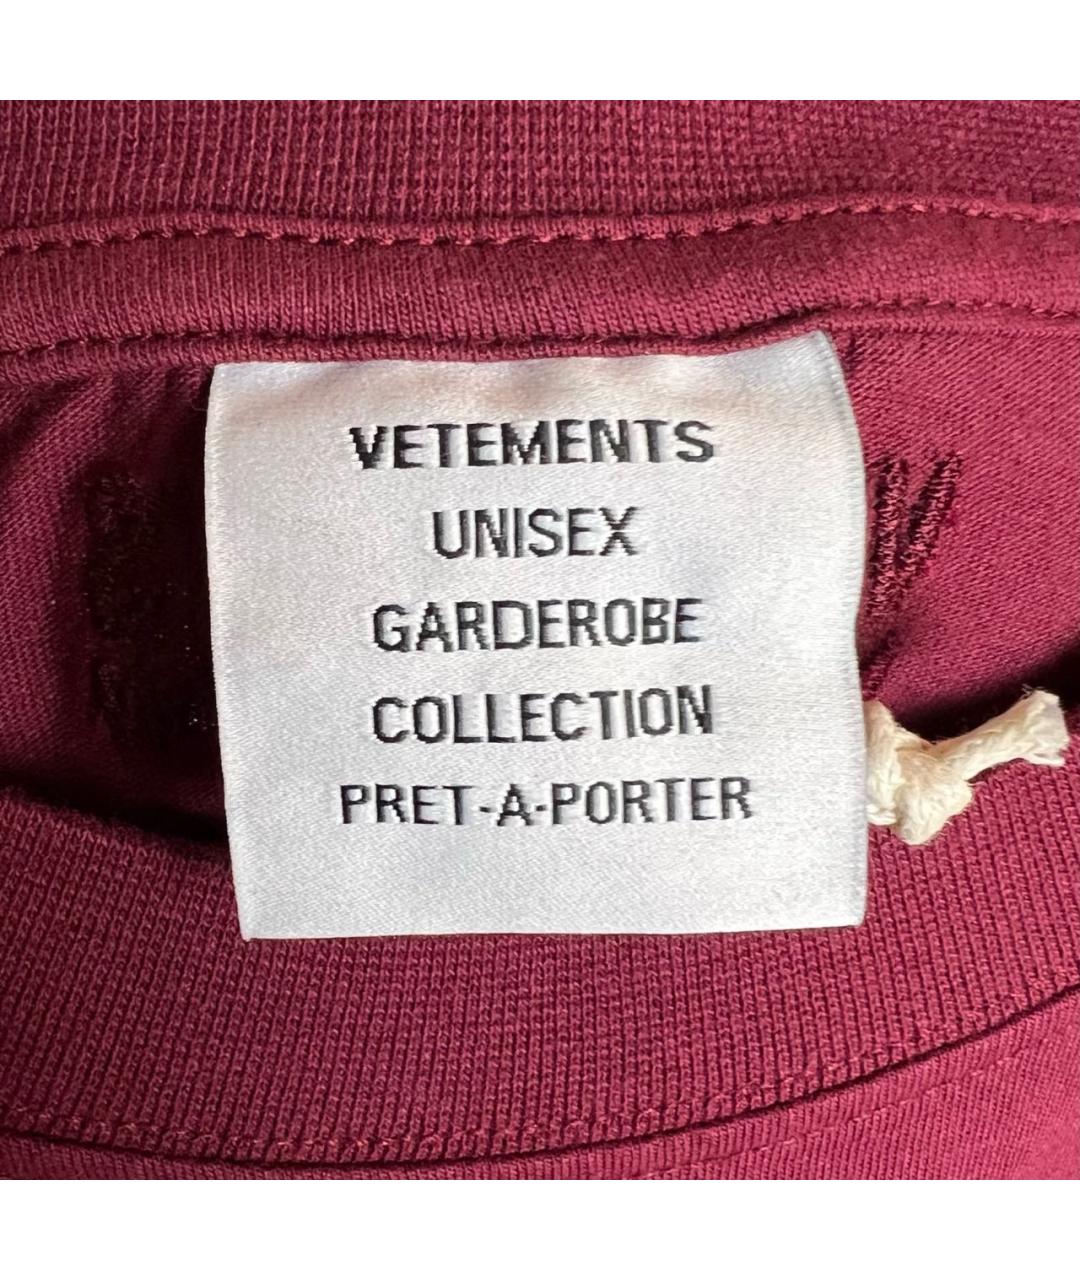 VETEMENTS
UNISEX
GARDEROBE
COLLECTION
PRET-A-PORTER